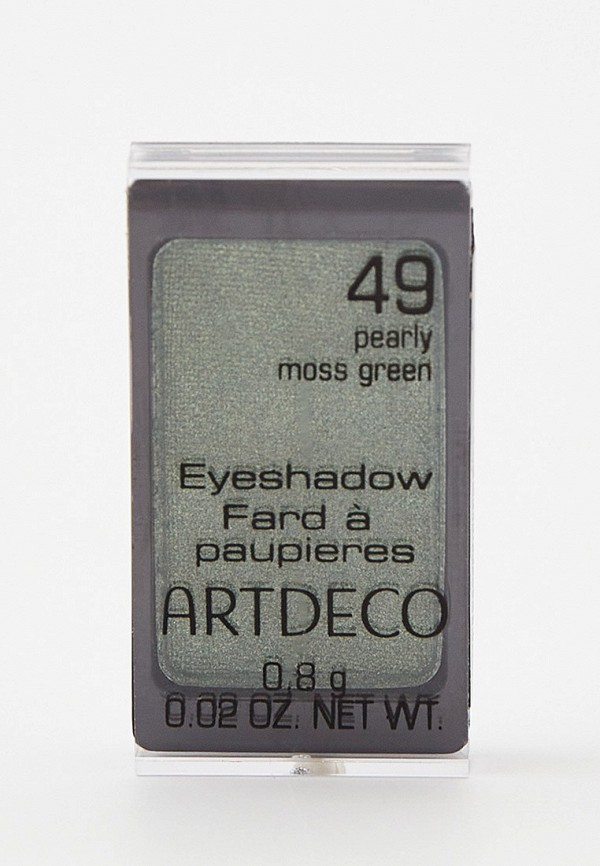 49
pearly
moss green
Eyeshadow
Fard à
paupieres
ARTDECO
0.8 g
0.02 OZ. NET WT.